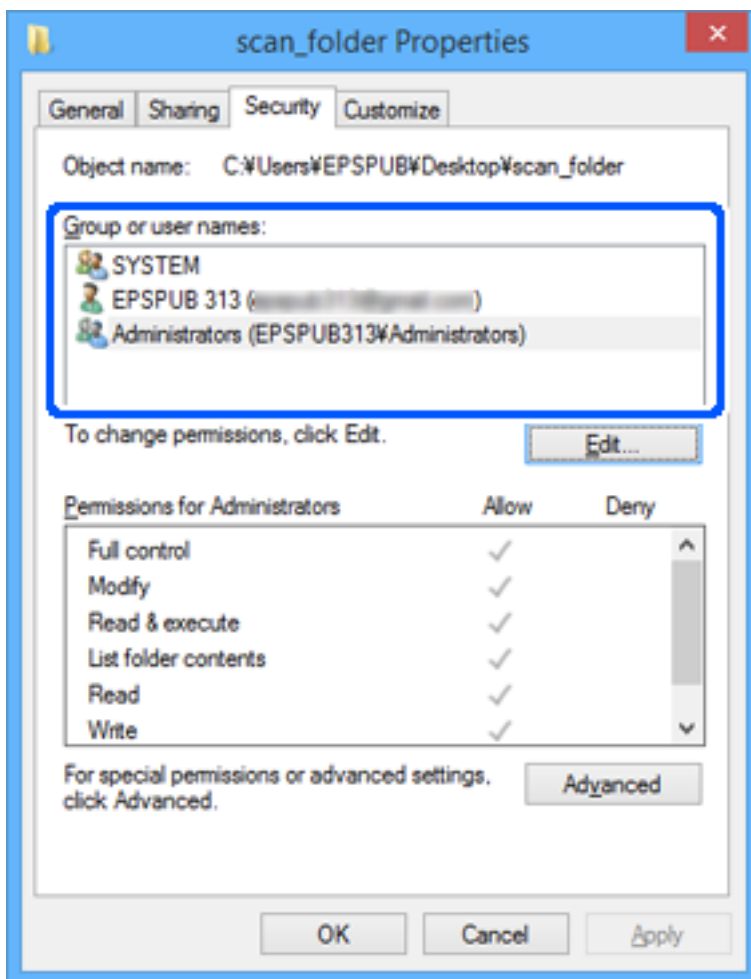 scan_folder Properties
General Sharing Security Customize
Object name: C:¥Users¥EPSPUB¥Desktop¥scan_folder
Group or user names:
SYSTEM
EPSPUB 313 ( )
Administrators (EPSPUB313¥Administrators)
To change permissions, click Edit.
Edit...
Permissions for Administrators Allow Deny
Full control
Modify
Read & execute
List folder contents
Read
Write
For special permissions or advanced settings,
click Advanced.
Advanced
OK Cancel Apply